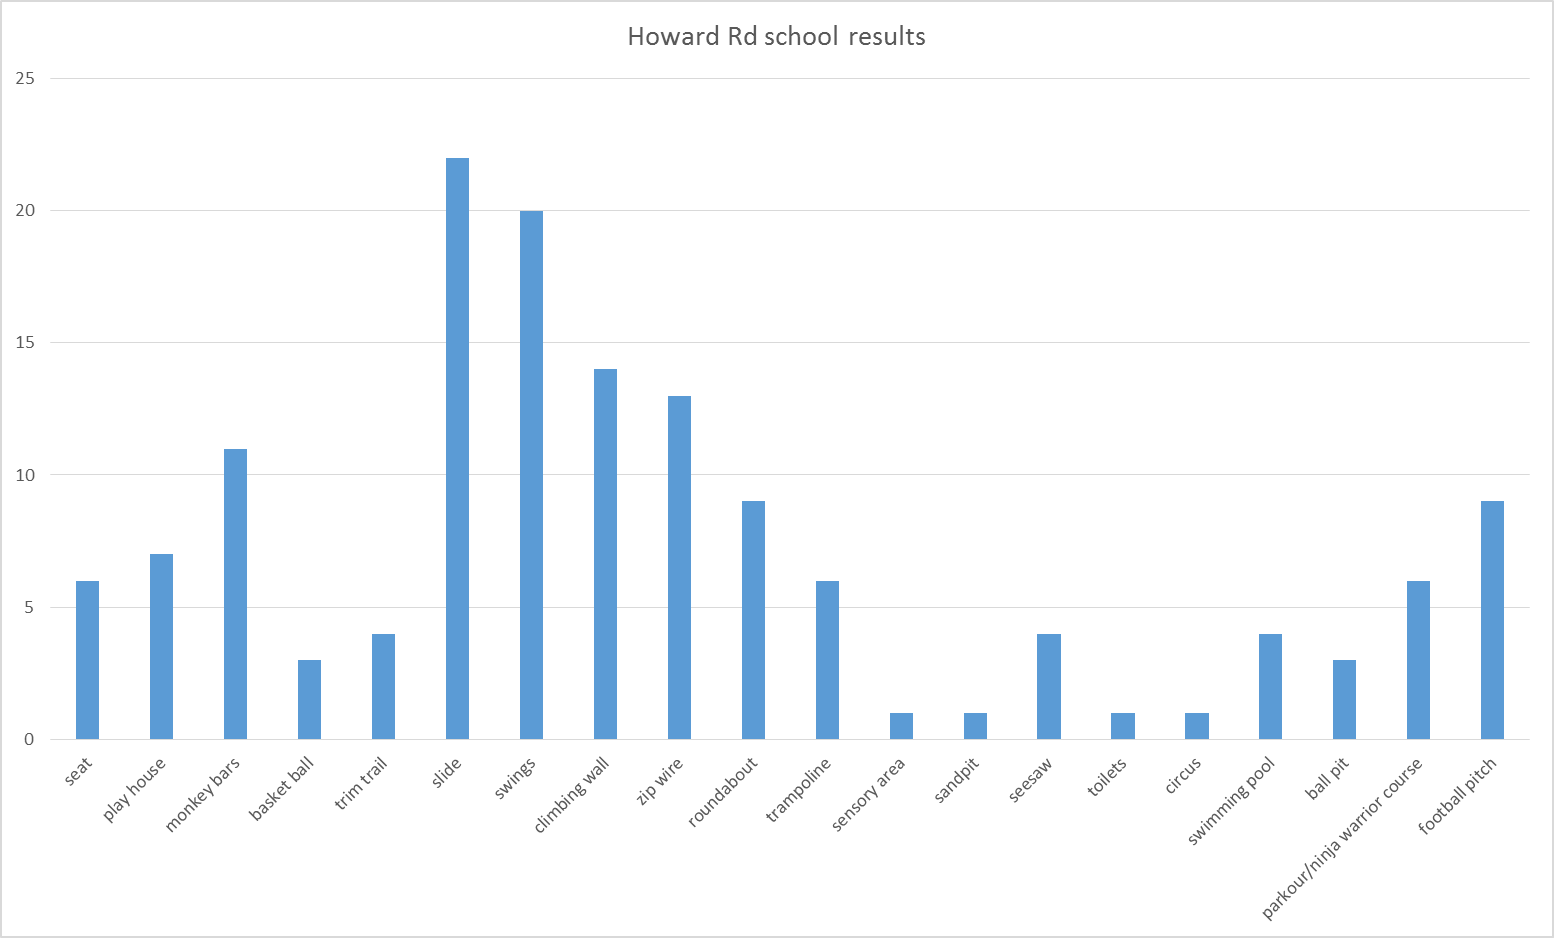 Howard Rd school results
25
20
15
10
5
0
seat
play house
monkey bars
basket ball
trim trail
slide
swings
climbing wall
zip wire
roundabout
trampoline
sensory area
sandpit
seesaw
toilets
circus
swimming pool
ball pit
parkour/ninja warrior course
football pitch